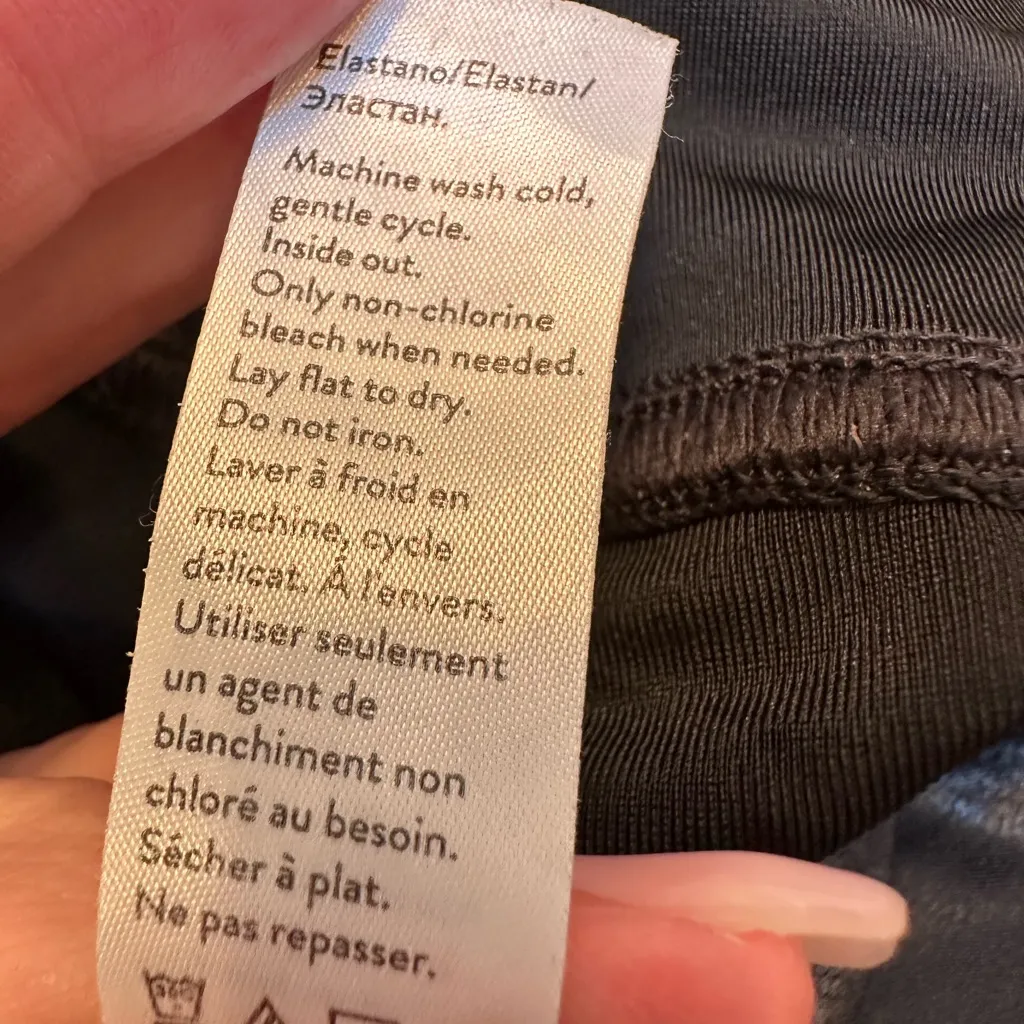 Elastano/Elastan/
Эластан.
Machine wash cold,
gentle cycle.
Inside out.
Only non-chlorine
bleach when needed.
Lay flat to dry.
Do not iron.
Laver à froid en
machine, cycle
délicat. À l'envers.
Utiliser seulement
un agent de
blanchiment non
chloré au besoin.
Sécher à plat.
Ne pas repasser.